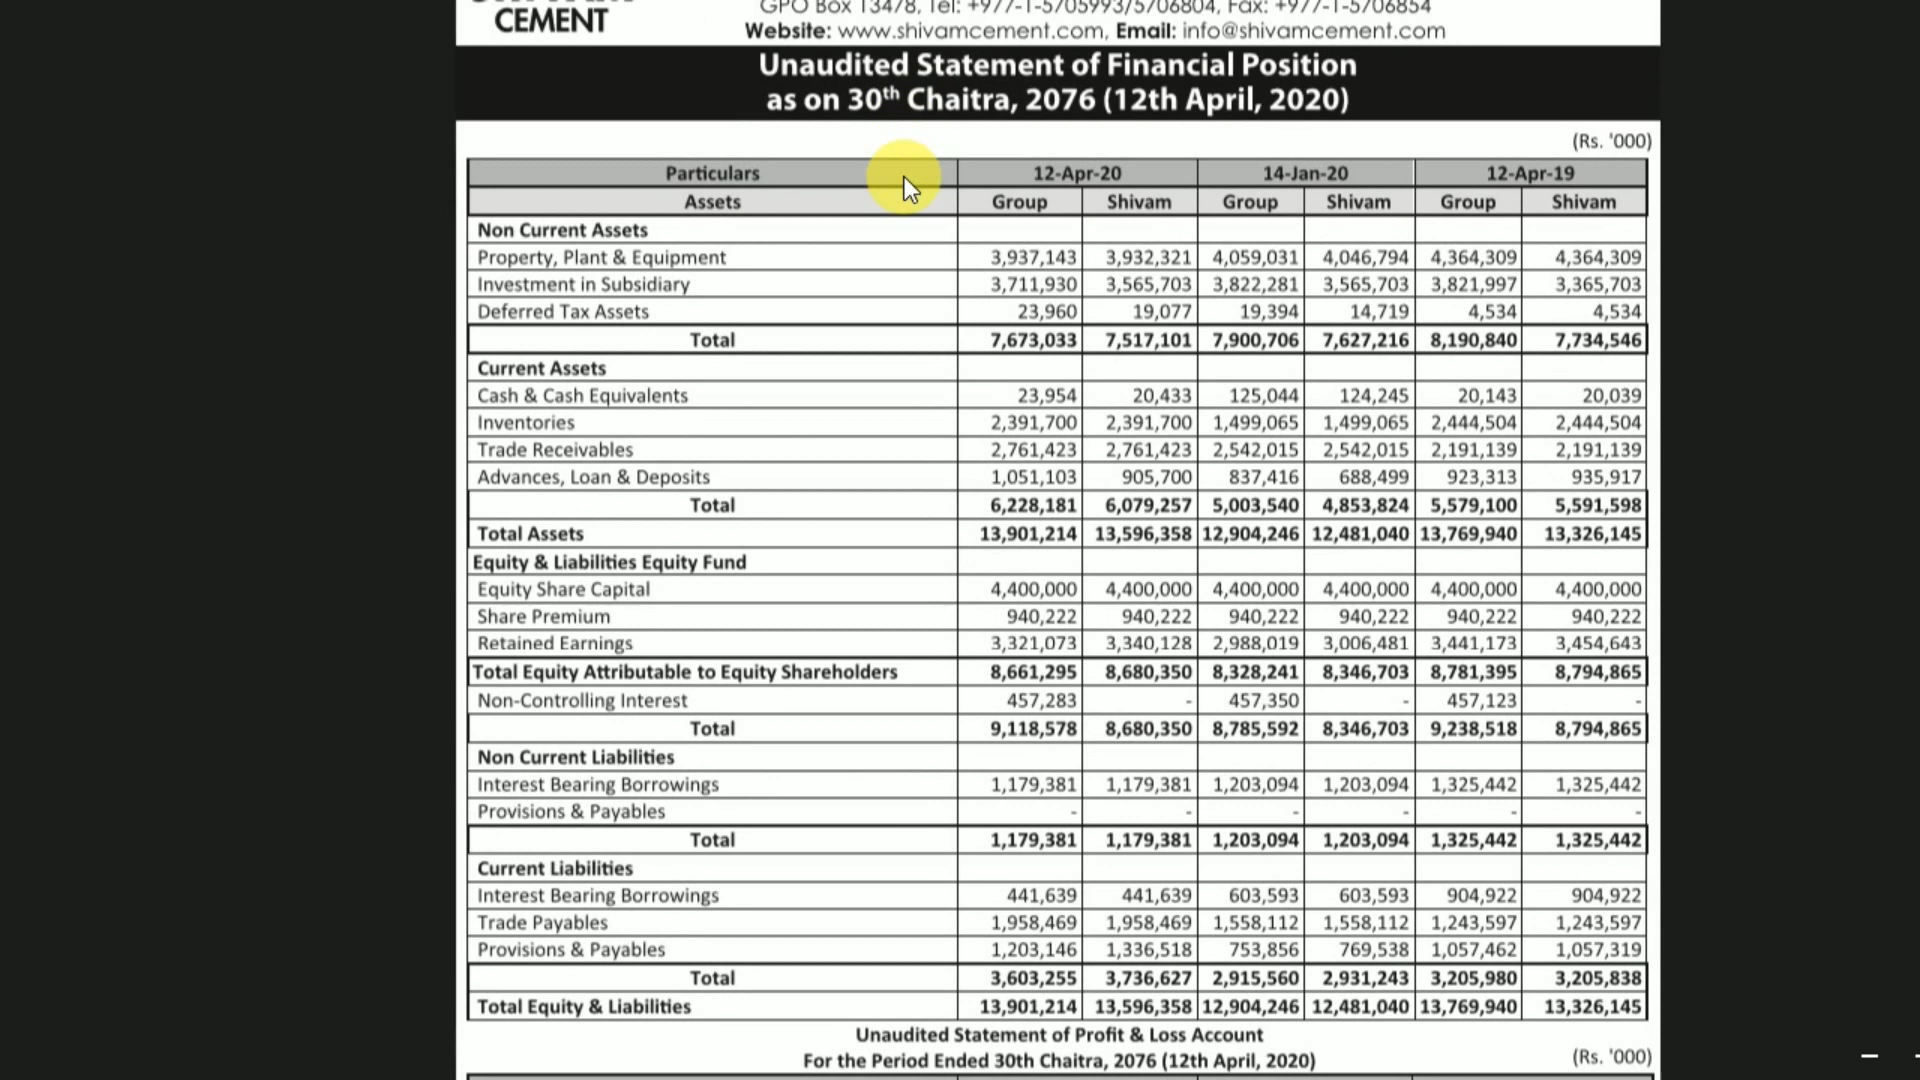 CEMENT
GPO Box 13478, Tel: +977-1-5705993/5706804, Fax: +977-1-5706854
Website: www.shivamcement.com, Email: info@shivamcement.com
Unaudited Statement of Financial Position
as on 30th Chaitra, 2076 (12th April, 2020)
(Rs. '000)
Particulars 12-Apr-20 14-Jan-20 12-Apr-19
Assets Group Shivam Group Shivam Group Shivam
Non Current Assets
Property, Plant & Equipment 3,937,143 3,932,321 4,059,031 4,046,794 4,364,309 4,364,309
Investment in Subsidiary 3,711,930 3,565,703 3,822,281 3,565,703 3,821,997 3,365,703
Deferred Tax Assets 23,960 19,077 19,394 14,719 4,534 4,534
Total 7,673,033 7,517,101 7,900,706 7,627,216 8,190,840 7,734,546
Current Assets
Cash & Cash Equivalents 23,954 20,433 125,044 124,245 20,143 20,039
Inventories 2,391,700 2,391,700 1,499,065 1,499,065 2,444,504 2,444,504
Trade Receivables 2,761,423 2,761,423 2,542,015 2,542,015 2,191,139 2,191,139
Advances, Loan & Deposits 1,051,103 905,700 837,416 688,499 923,313 935,917
Total 6,228,181 6,079,257 5,003,540 4,853,824 5,579,100 5,591,598
Total Assets 13,901,214 13,596,358 12,904,246 12,481,040 13,769,940 13,326,145
Equity & Liabilities Equity Fund
Equity Share Capital 4,400,000 4,400,000 4,400,000 4,400,000 4,400,000 4,400,000
Share Premium 940,222 940,222 940,222 940,222 940,222 940,222
Retained Earnings 3,321,073 3,340,128 2,988,019 3,006,481 3,441,173 3,454,643
Total Equity Attributable to Equity Shareholders 8,661,295 8,680,350 8,328,241 8,346,703 8,781,395 8,794,865
Non-Controlling Interest 457,283 - 457,350 - 457,123 -
Total 9,118,578 8,680,350 8,785,592 8,346,703 9,238,518 8,794,865
Non Current Liabilities
Interest Bearing Borrowings 1,179,381 1,179,381 1,203,094 1,203,094 1,325,442 1,325,442
Provisions & Payables - - - - - -
Total 1,179,381 1,179,381 1,203,094 1,203,094 1,325,442 1,325,442
Current Liabilities
Interest Bearing Borrowings 441,639 441,639 603,593 603,593 904,922 904,922
Trade Payables 1,958,469 1,958,469 1,558,112 1,558,112 1,243,597 1,243,597
Provisions & Payables 1,203,146 1,336,518 753,856 769,538 1,057,462 1,057,319
Total 3,603,255 3,736,627 2,915,560 2,931,243 3,205,980 3,205,838
Total Equity & Liabilities 13,901,214 13,596,358 12,904,246 12,481,040 13,769,940 13,326,145
Unaudited Statement of Profit & Loss Account
For the Period Ended 30th Chaitra, 2076 (12th April, 2020) (Rs. '000)